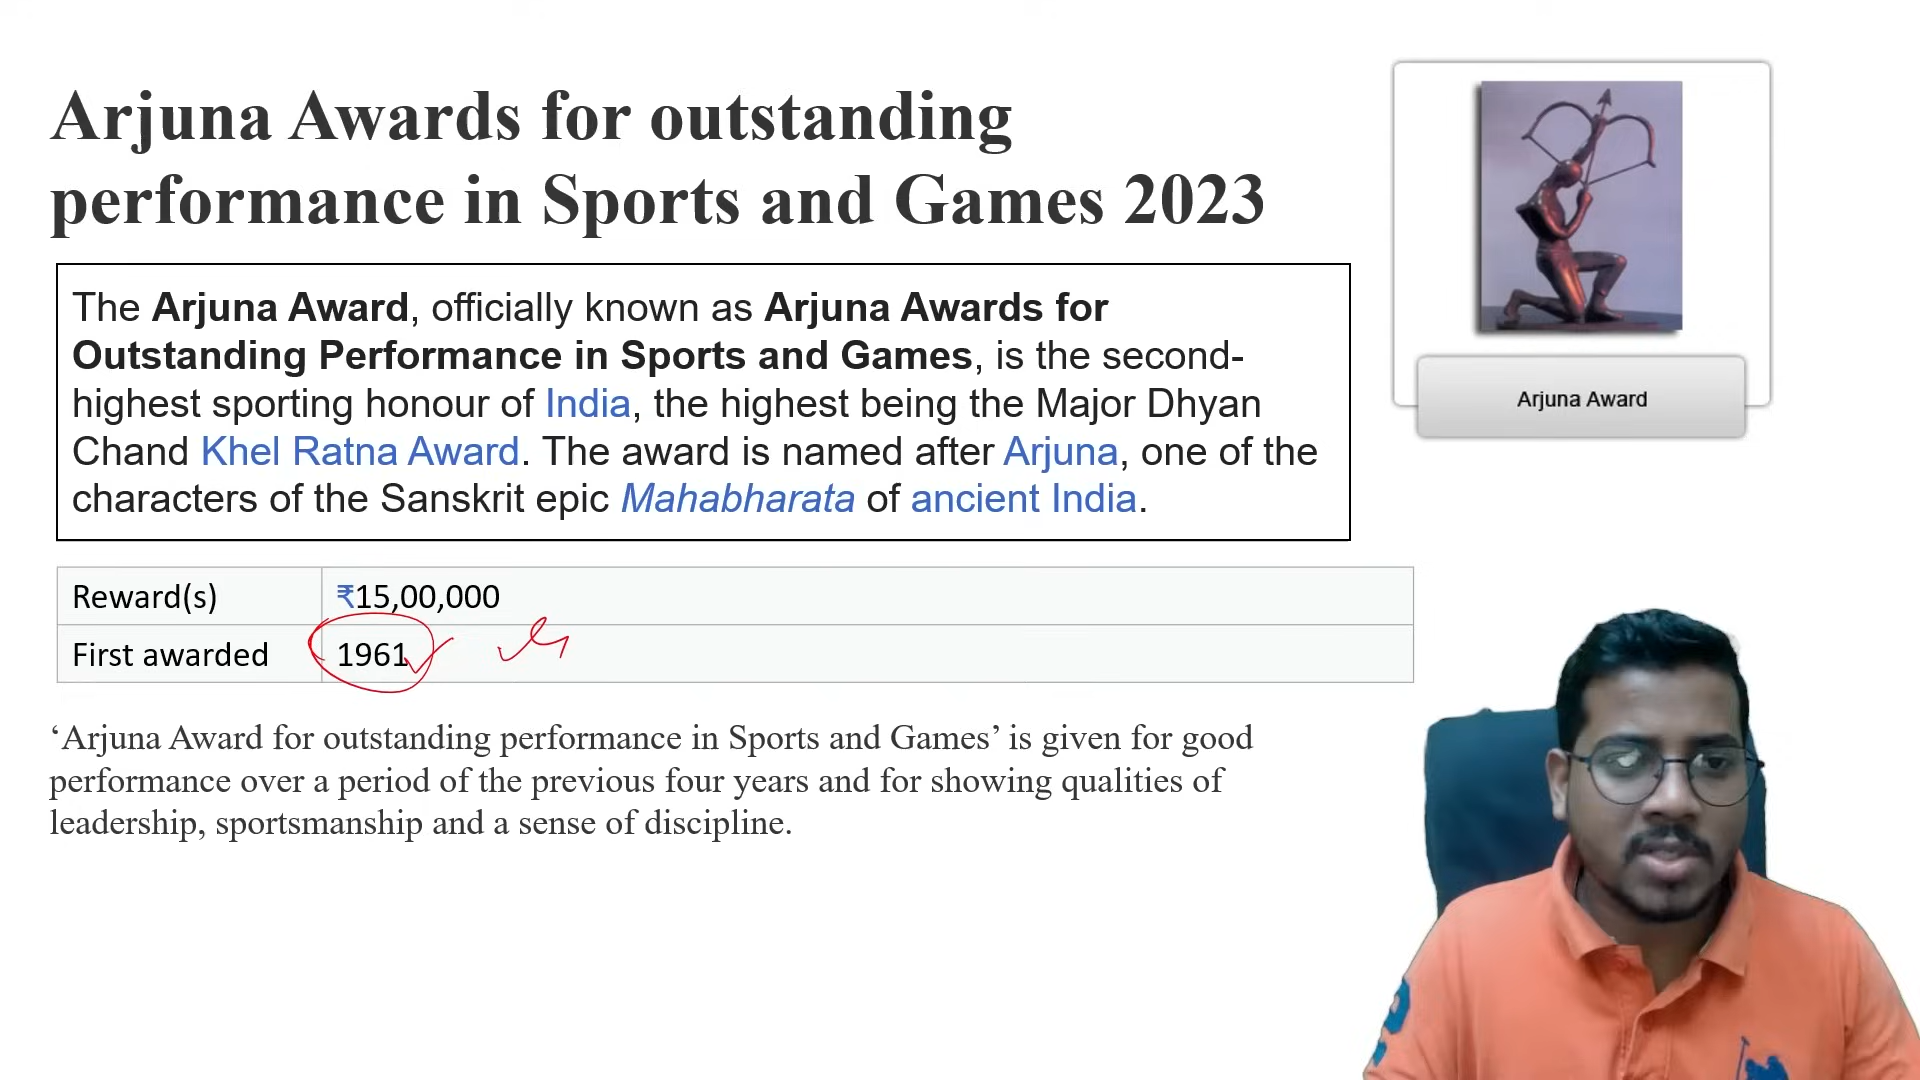 Arjuna Awards for outstanding
performance in Sports and Games 2023
The Arjuna Award, officially known as Arjuna Awards for
Outstanding Performance in Sports and Games, is the second-
highest sporting honour of India, the highest being the Major Dhyan
Chand Khel Ratna Award. The award is named after Arjuna, one of the
characters of the Sanskrit epic Mahabharata of ancient India.
Arjuna Award
Reward(s) ₹15,00,000
First awarded 1961
‘Arjuna Award for outstanding performance in Sports and Games’ is given for good
performance over a period of the previous four years and for showing qualities of
leadership, sportsmanship and a sense of discipline.